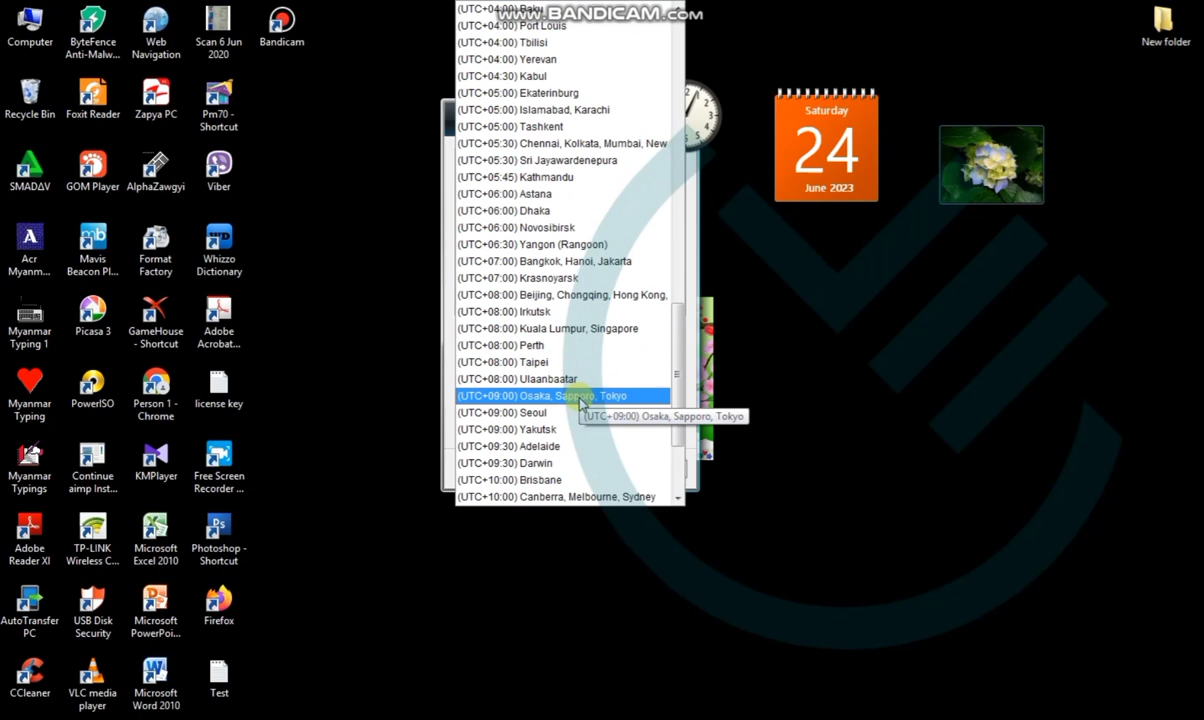 Computer
ByteFence
Anti-Malw...
Web
Navigation
Scan 6 Jun
2020
Bandicam
Recycle Bin
Foxit Reader
Zapya PC
Pm70 -
Shortcut
SMADΔV
GOM Player
AlphaZawgyi
Viber
Acr
Myanm...
Mavis
Beacon Pl...
Format
Factory
Whizzo
Dictionary
Myanmar
Typing 1
Picasa 3
GameHouse
- Shortcut
Adobe
Acrobat...
Myanmar
Typing
PowerISO
Person 1 -
Chrome
license key
Myanmar
Typings
Continue
aimp Inst...
KMPlayer
Free Screen
Recorder ...
Adobe
Reader XI
TP-LINK
Wireless C...
Microsoft
Excel 2010
Photoshop -
Shortcut
AutoTransfer
PC
USB Disk
Security
Microsoft
PowerPoi...
Firefox
CCleaner
VLC media
player
Microsoft
Word 2010
Test
www.BANDICAM.com
(UTC+04:00) Baku
(UTC+04:00) Port Louis
(UTC+04:00) Tbilisi
(UTC+04:00) Yerevan
(UTC+04:30) Kabul
(UTC+05:00) Ekaterinburg
(UTC+05:00) Islamabad, Karachi
(UTC+05:00) Tashkent
(UTC+05:30) Chennai, Kolkata, Mumbai, New
(UTC+05:30) Sri Jayawardenepura
(UTC+05:45) Kathmandu
(UTC+06:00) Astana
(UTC+06:00) Dhaka
(UTC+06:00) Novosibirsk
(UTC+06:30) Yangon (Rangoon)
(UTC+07:00) Bangkok, Hanoi, Jakarta
(UTC+07:00) Krasnoyarsk
(UTC+08:00) Beijing, Chongqing, Hong Kong,
(UTC+08:00) Irkutsk
(UTC+08:00) Kuala Lumpur, Singapore
(UTC+08:00) Perth
(UTC+08:00) Taipei
(UTC+08:00) Ulaanbaatar
(UTC+09:00) Osaka, Sapporo, Tokyo
(UTC+09:00) Osaka, Sapporo, Tokyo
(UTC+09:00) Seoul
(UTC+09:00) Yakutsk
(UTC+09:30) Adelaide
(UTC+09:30) Darwin
(UTC+10:00) Brisbane
(UTC+10:00) Canberra, Melbourne, Sydney
Saturday
24
June 2023
New folder